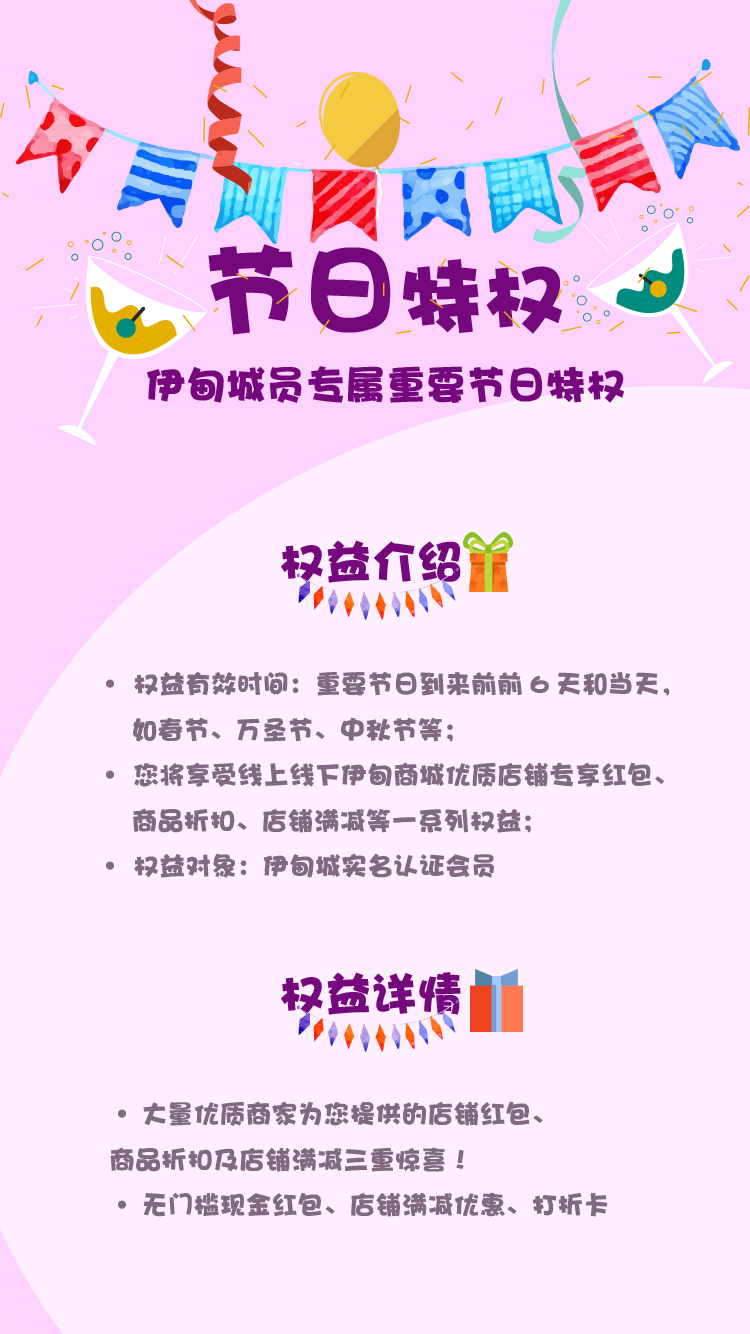 节日特权
伊甸城员专属重要节日特权
权益介绍
• 权益有效时间：重要节日到来前前 6 天和当天，
如春节、万圣节、中秋节等；
• 您将享受线上线下伊甸商城优质店铺专享红包、
商品折扣、店铺满减等一系列权益；
• 权益对象：伊甸城实名认证会员
权益详情
• 大量优质商家为您提供的店铺红包、
商品折扣及店铺满减三重惊喜！
• 无门槛现金红包、店铺满减优惠、打折卡